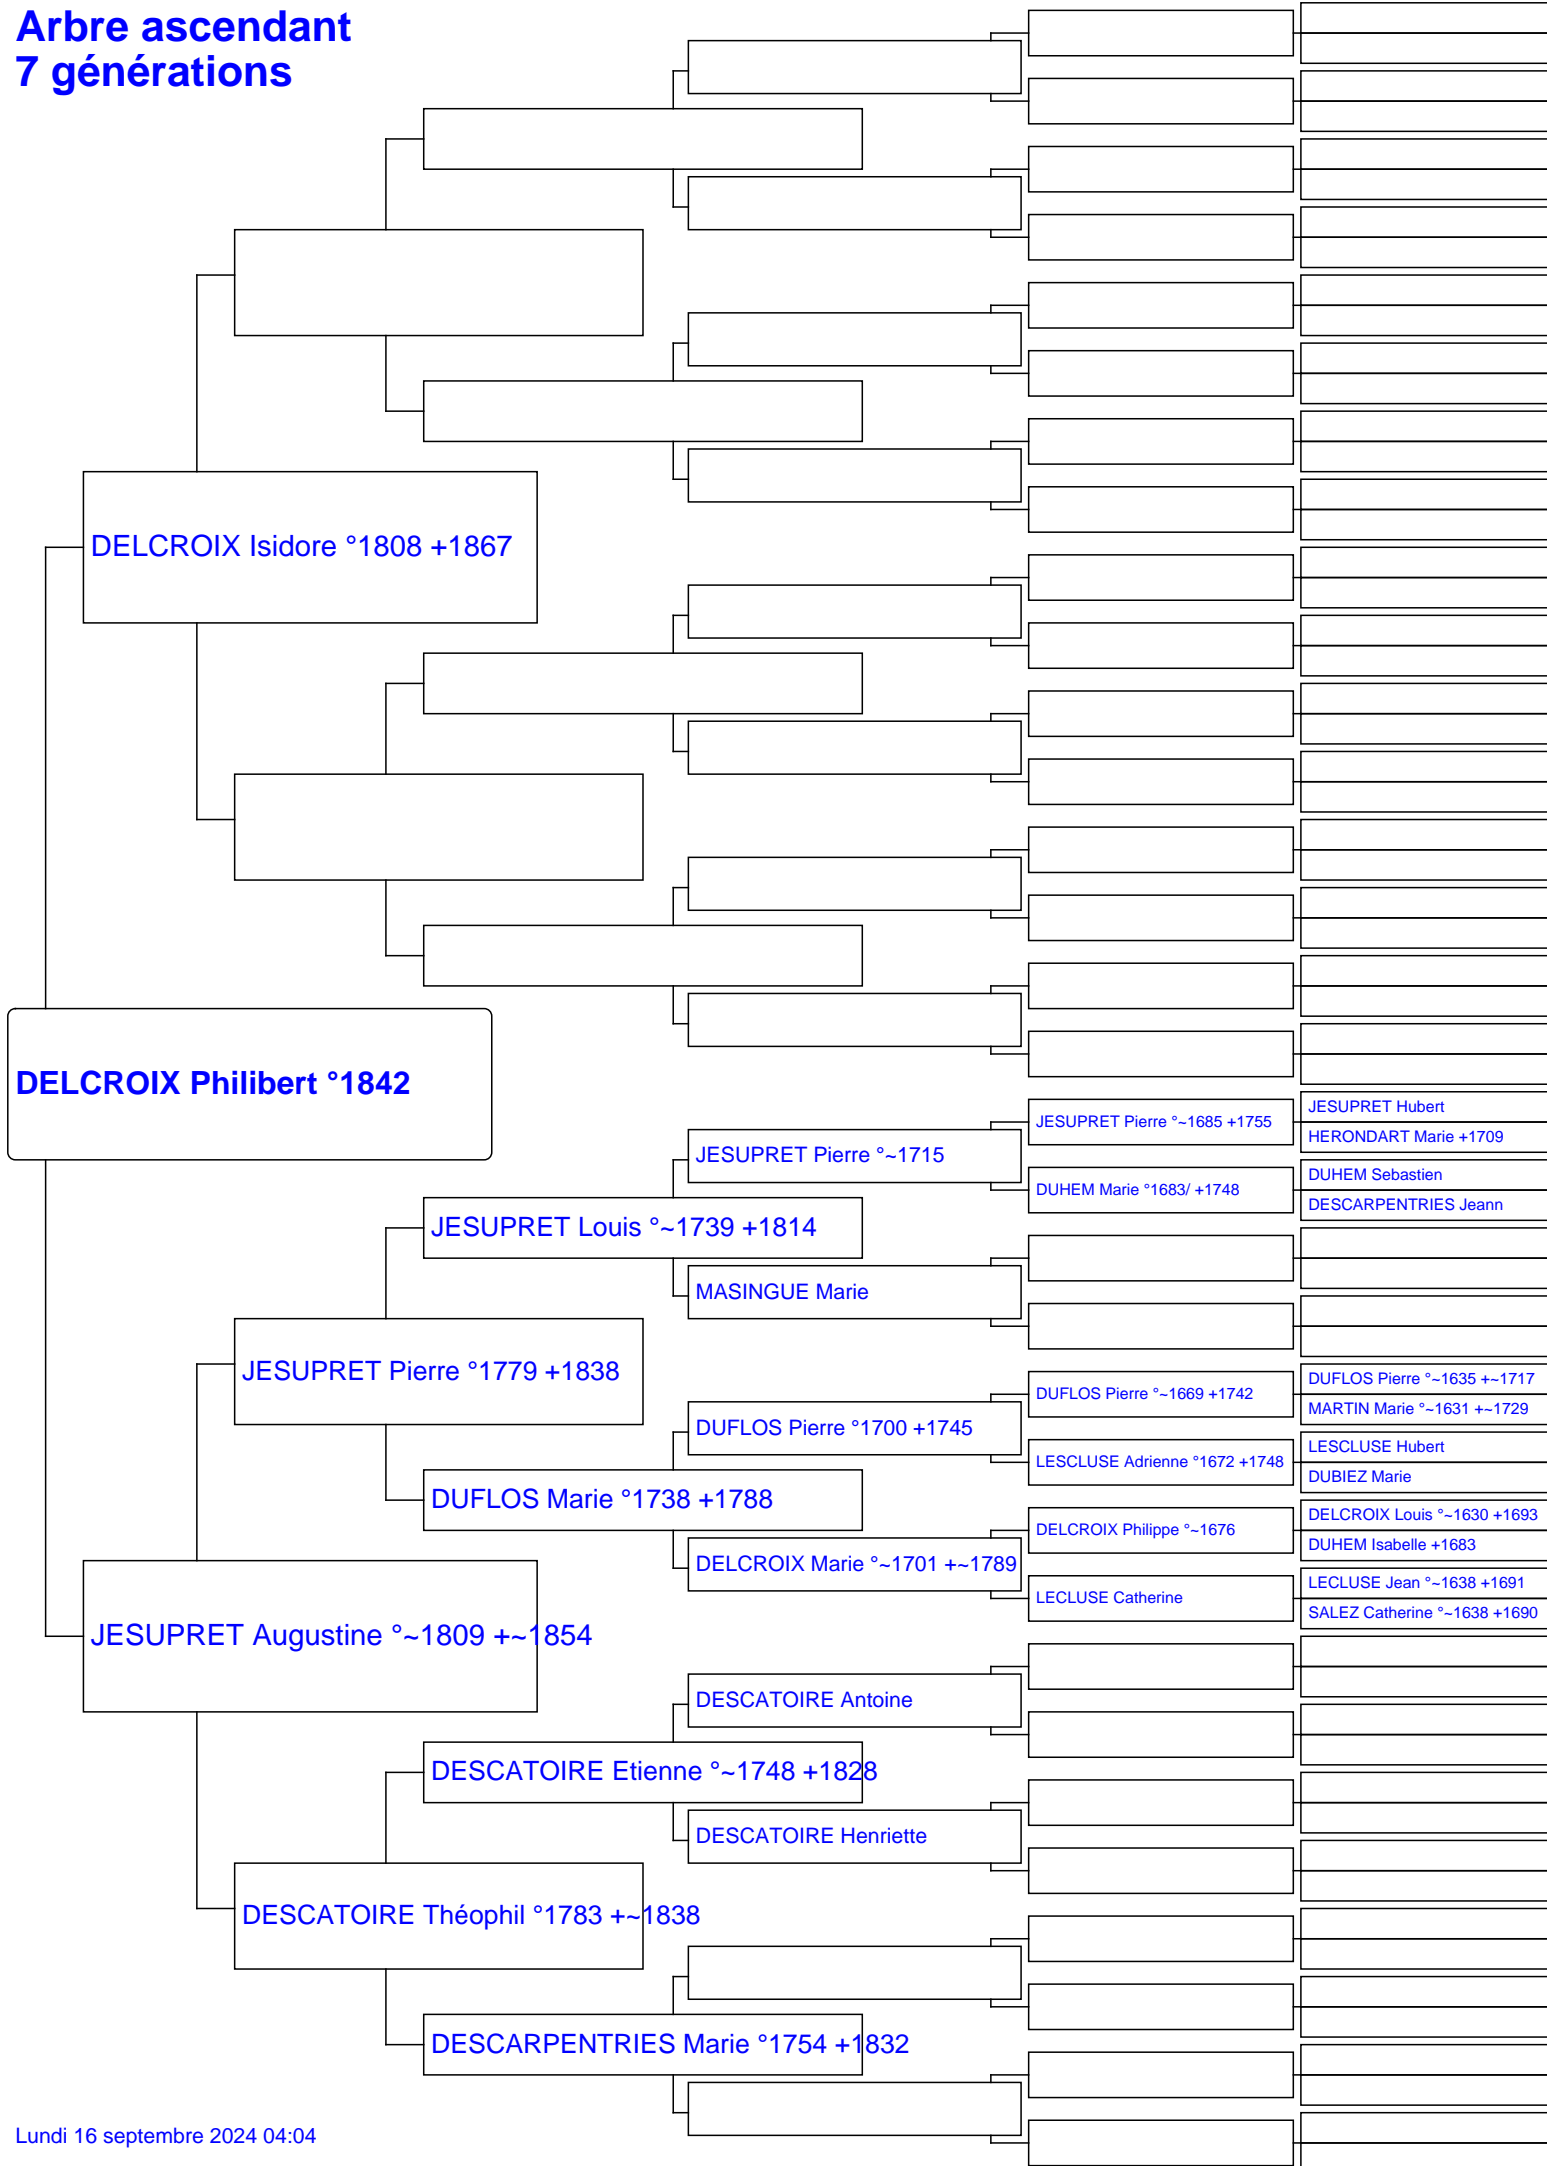 Arbre ascendant
7 générations
DELCROIX Isidore °1808 +1867
DELCROIX Philibert °1842
JESUPRET Hubert
JESUPRET Pierre °~1685 +1755
HERONDART Marie +1709
JESUPRET Pierre °~1715
DUHEM Sebastien
DUHEM Marie °1683/ +1748
DESCARPENTRIES Jeann
JESUPRET Louis °~1739 +1814
MASINGUE Marie
JESUPRET Pierre °1779 +1838
DUFLOS Pierre °~1635 +~1717
DUFLOS Pierre °~1669 +1742
MARTIN Marie °~1631 +~1729
DUFLOS Pierre °1700 +1745
LESCLUSE Hubert
LESCLUSE Adrienne °1672 +1748
DUBIEZ Marie
DUFLOS Marie °1738 +1788
DELCROIX Louis °~1630 +1693
DELCROIX Philippe °~1676
DUHEM Isabelle +1683
DELCROIX Marie °~1701 +~1789
LECLUSE Jean °~1638 +1691
LECLUSE Catherine
SALEZ Catherine °~1638 +1690
JESUPRET Augustine °~1809 +~1854
DESCATOIRE Antoine
DESCATOIRE Etienne °~1748 +1828
DESCATOIRE Henriette
DESCATOIRE Théophil °1783 +~1838
DESCARPENTRIES Marie °1754 +1832
Lundi 16 septembre 2024 04:04